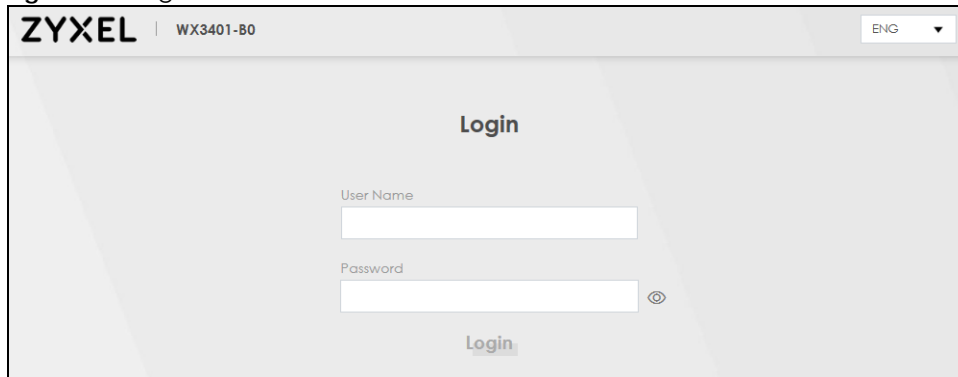 ZYXEL WX3401-B0 ENG
Login
User Name
Password
Login